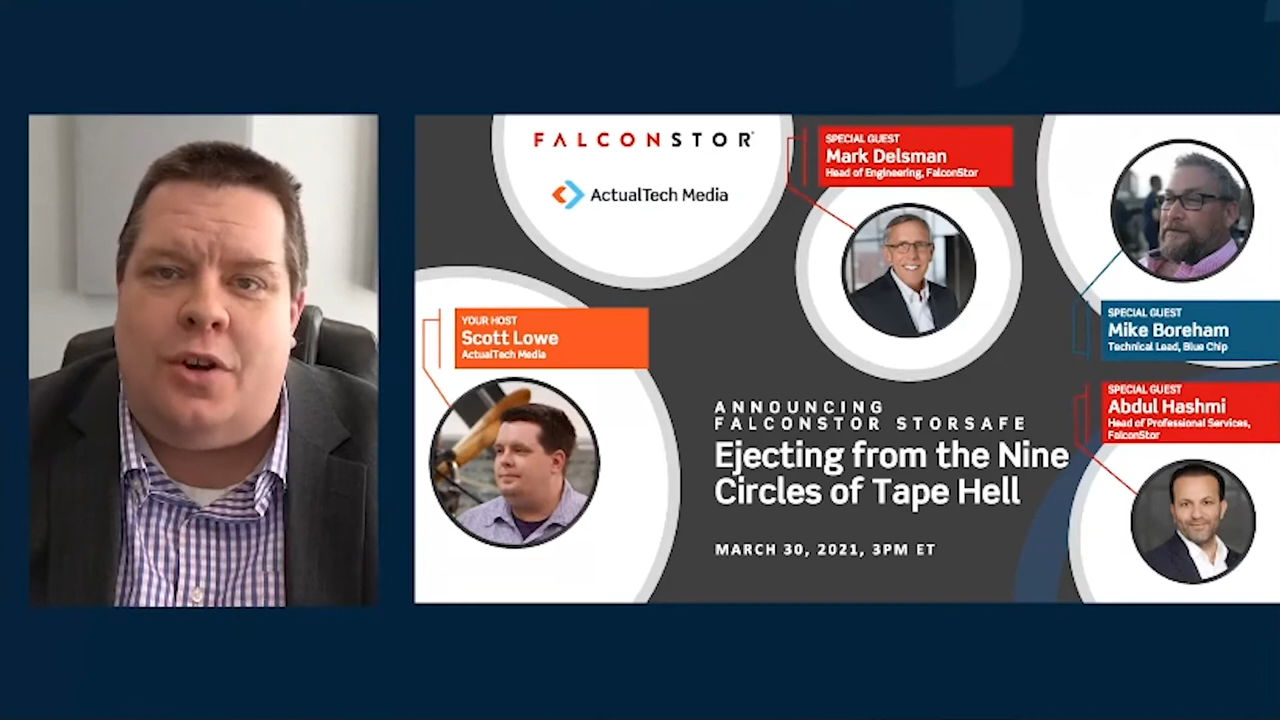 FALCONSTOR
ActualTech Media
SPECIAL GUEST
Mark Delsman
Head of Engineering, FalconStor
YOUR HOST
Scott Lowe
ActualTech Media
SPECIAL GUEST
Mike Boreham
Technical Lead, Blue Chip
SPECIAL GUEST
Abdul Hashmi
Head of Professional Services,
FalconStor
ANNOUNCING
FALCONSTOR STORSAFE
Ejecting from the Nine
Circles of Tape Hell
MARCH 30, 2021, 3PM ET